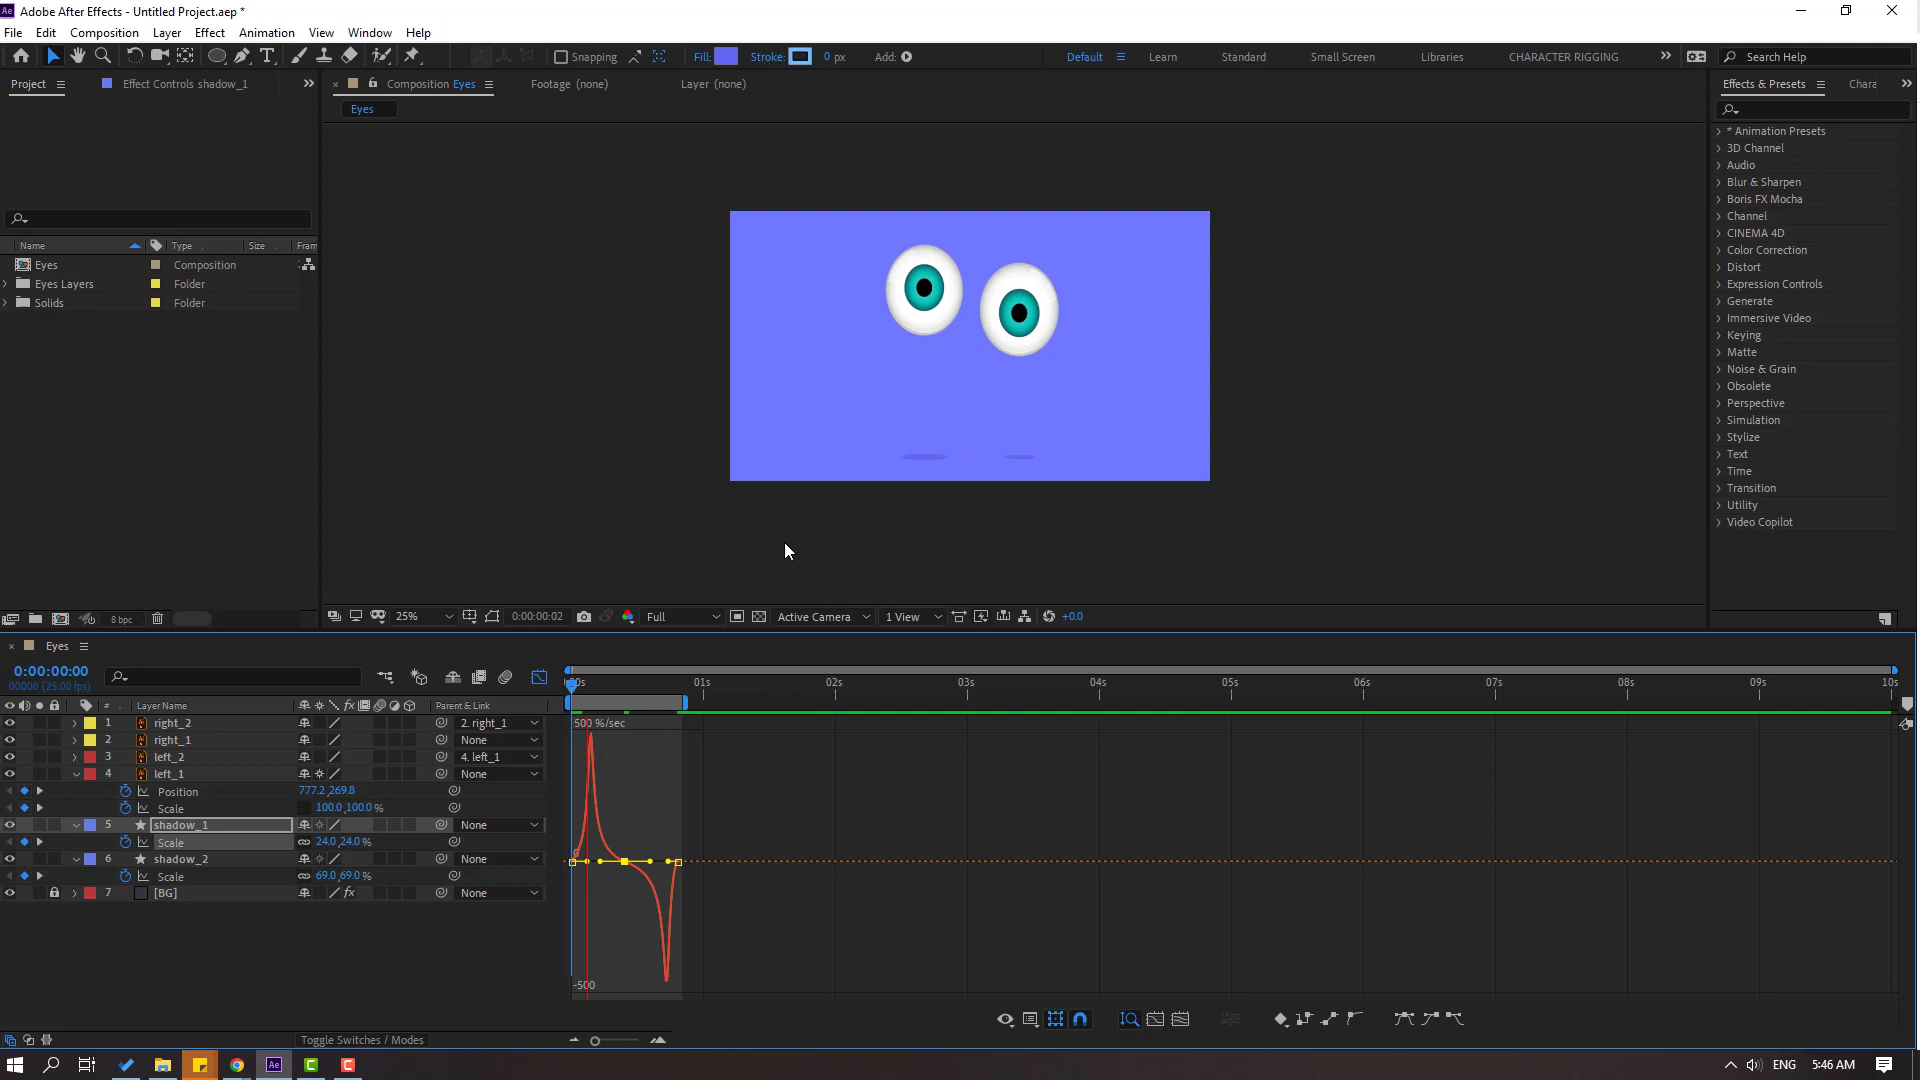 Adobe After Effects - Untitled Project.aep *
File Edit Composition Layer Effect Animation View Window Help
Snapping Fill: Stroke: 0 px Add: Default Learn Standard Small Screen Libraries CHARACTER RIGGING Search Help
Project Effect Controls shadow_1 Composition Eyes Footage (none) Layer (none) Effects & Presets Chara
Eyes
* Animation Presets
3D Channel
Audio
Blur & Sharpen
Boris FX Mocha
Channel
CINEMA 4D
Color Correction
Distort
Expression Controls
Generate
Immersive Video
Keying
Matte
Noise & Grain
Obsolete
Perspective
Simulation
Stylize
Text
Time
Transition
Utility
Video Copilot
Name Type Size Fram
Eyes Composition
Eyes Layers Folder
Solids Folder
8 bpc 25% 0:00:00:02 Full Active Camera 1 View +0.0
Eyes
0:00:00:00
00000 (25.00 fps)
:00s 01s 02s 03s 04s 05s 06s 07s 08s 09s 10s
# Layer Name fx Parent & Link
1 right_2 2. right_1
2 right_1 None
3 left_2 4. left_1
4 left_1 None
Position 777.2,269.8
Scale 100.0,100.0%
5 shadow_1 None
Scale 24.0,24.0%
6 shadow_2 None
Scale 69.0,69.0%
7 [BG] fx None
500 %/sec
0
-500
Toggle Switches / Modes
Ae ENG 5:46 AM